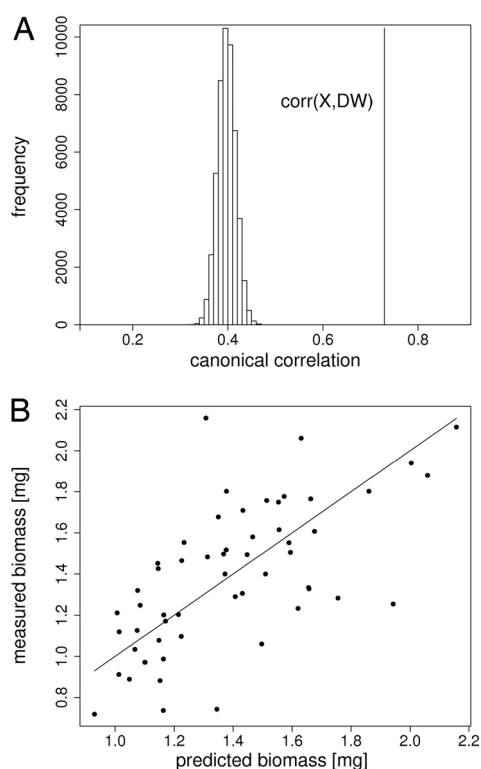 A
10000
8000
6000
4000
2000
0
frequency
corr(X,DW)
0.2 0.4 0.6 0.8
canonical correlation
B
2.2
2.0
1.8
1.6
1.4
1.2
1.0
0.8
measured biomass [mg]
1.0 1.2 1.4 1.6 1.8 2.0 2.2
predicted biomass [mg]